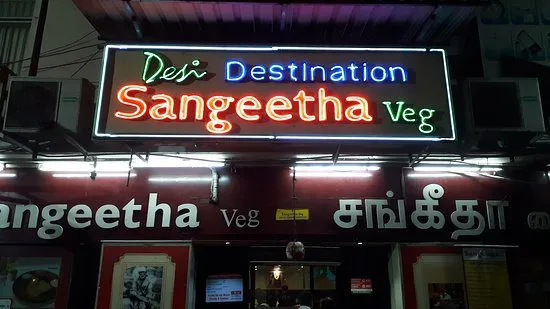 Desi Destination
Sangeetha Veg
angeetha Veg சங்கீதா